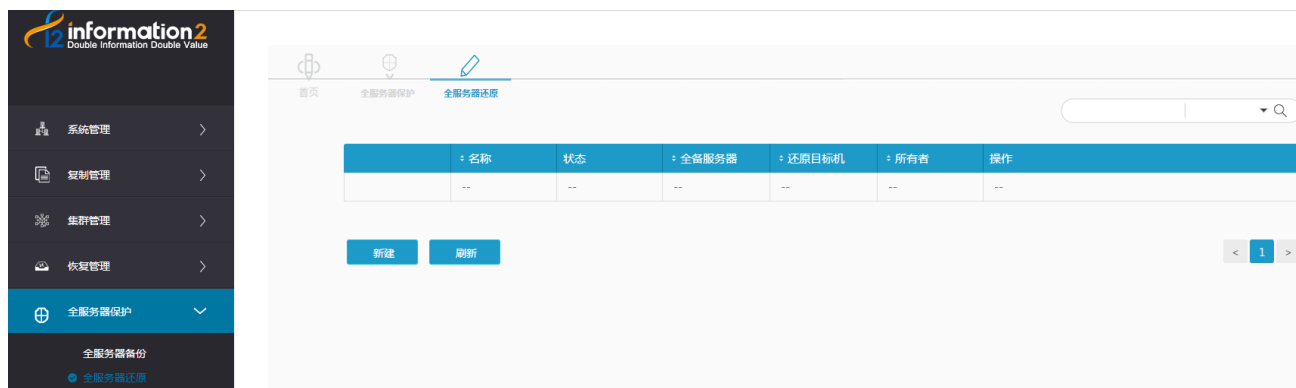 information2
Double Information Double Value
系统管理
复制管理
集群管理
恢复管理
全服务器保护
全服务器备份
全服务器还原
首页 全服务器保护 全服务器还原
名称 状态 全备服务器 还原目标机 所有者 操作
-- -- -- -- -- --
新建 刷新 < 1 >